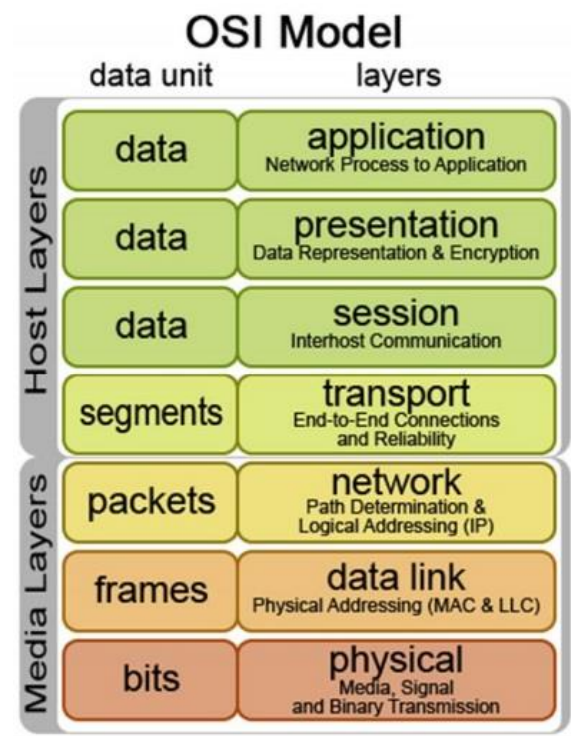 OSI Model
data unit layers
Host Layers
data
application
Network Process to Application
data
presentation
Data Representation & Encryption
data
session
Interhost Communication
segments
transport
End-to-End Connections
and Reliability
Media Layers
packets
network
Path Determination &
Logical Addressing (IP)
frames
data link
Physical Addressing (MAC & LLC)
bits
physical
Media, Signal
and Binary Transmission